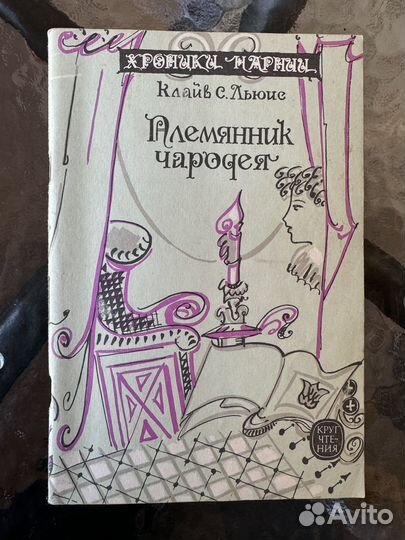 ХРОНИКИ НАРНИИ
Клайв С. Льюис
Племянник
чародея
КРУГ
ЧТЕ-
НИЯ
Avito